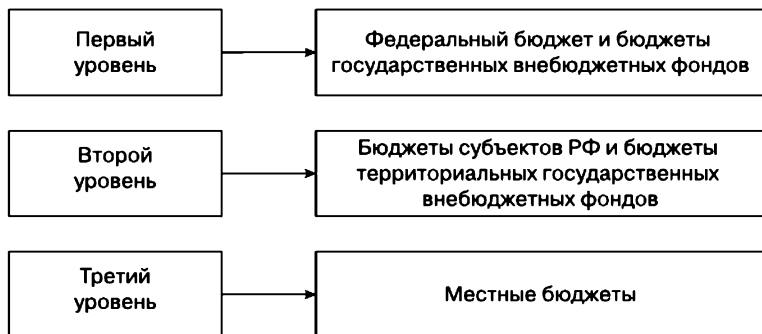 Первый
уровень
Федеральный бюджет и бюджеты
государственных внебюджетных фондов
Второй
уровень
Бюджеты субъектов РФ и бюджеты
территориальных государственных
внебюджетных фондов
Третий
уровень
Местные бюджеты